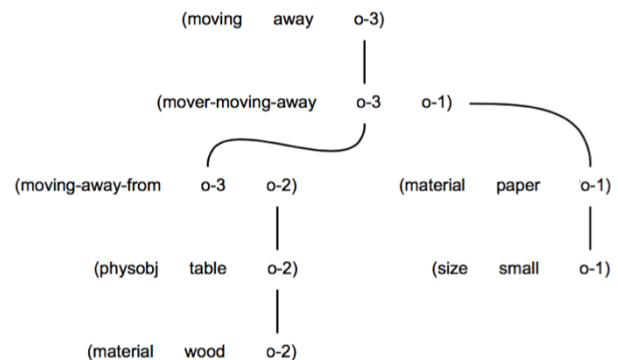 (moving away o-3)
(mover-moving-away o-3 o-1)
(moving-away-from o-3 o-2) (material paper o-1)
(physobj table o-2) (size small o-1)
(material wood o-2)